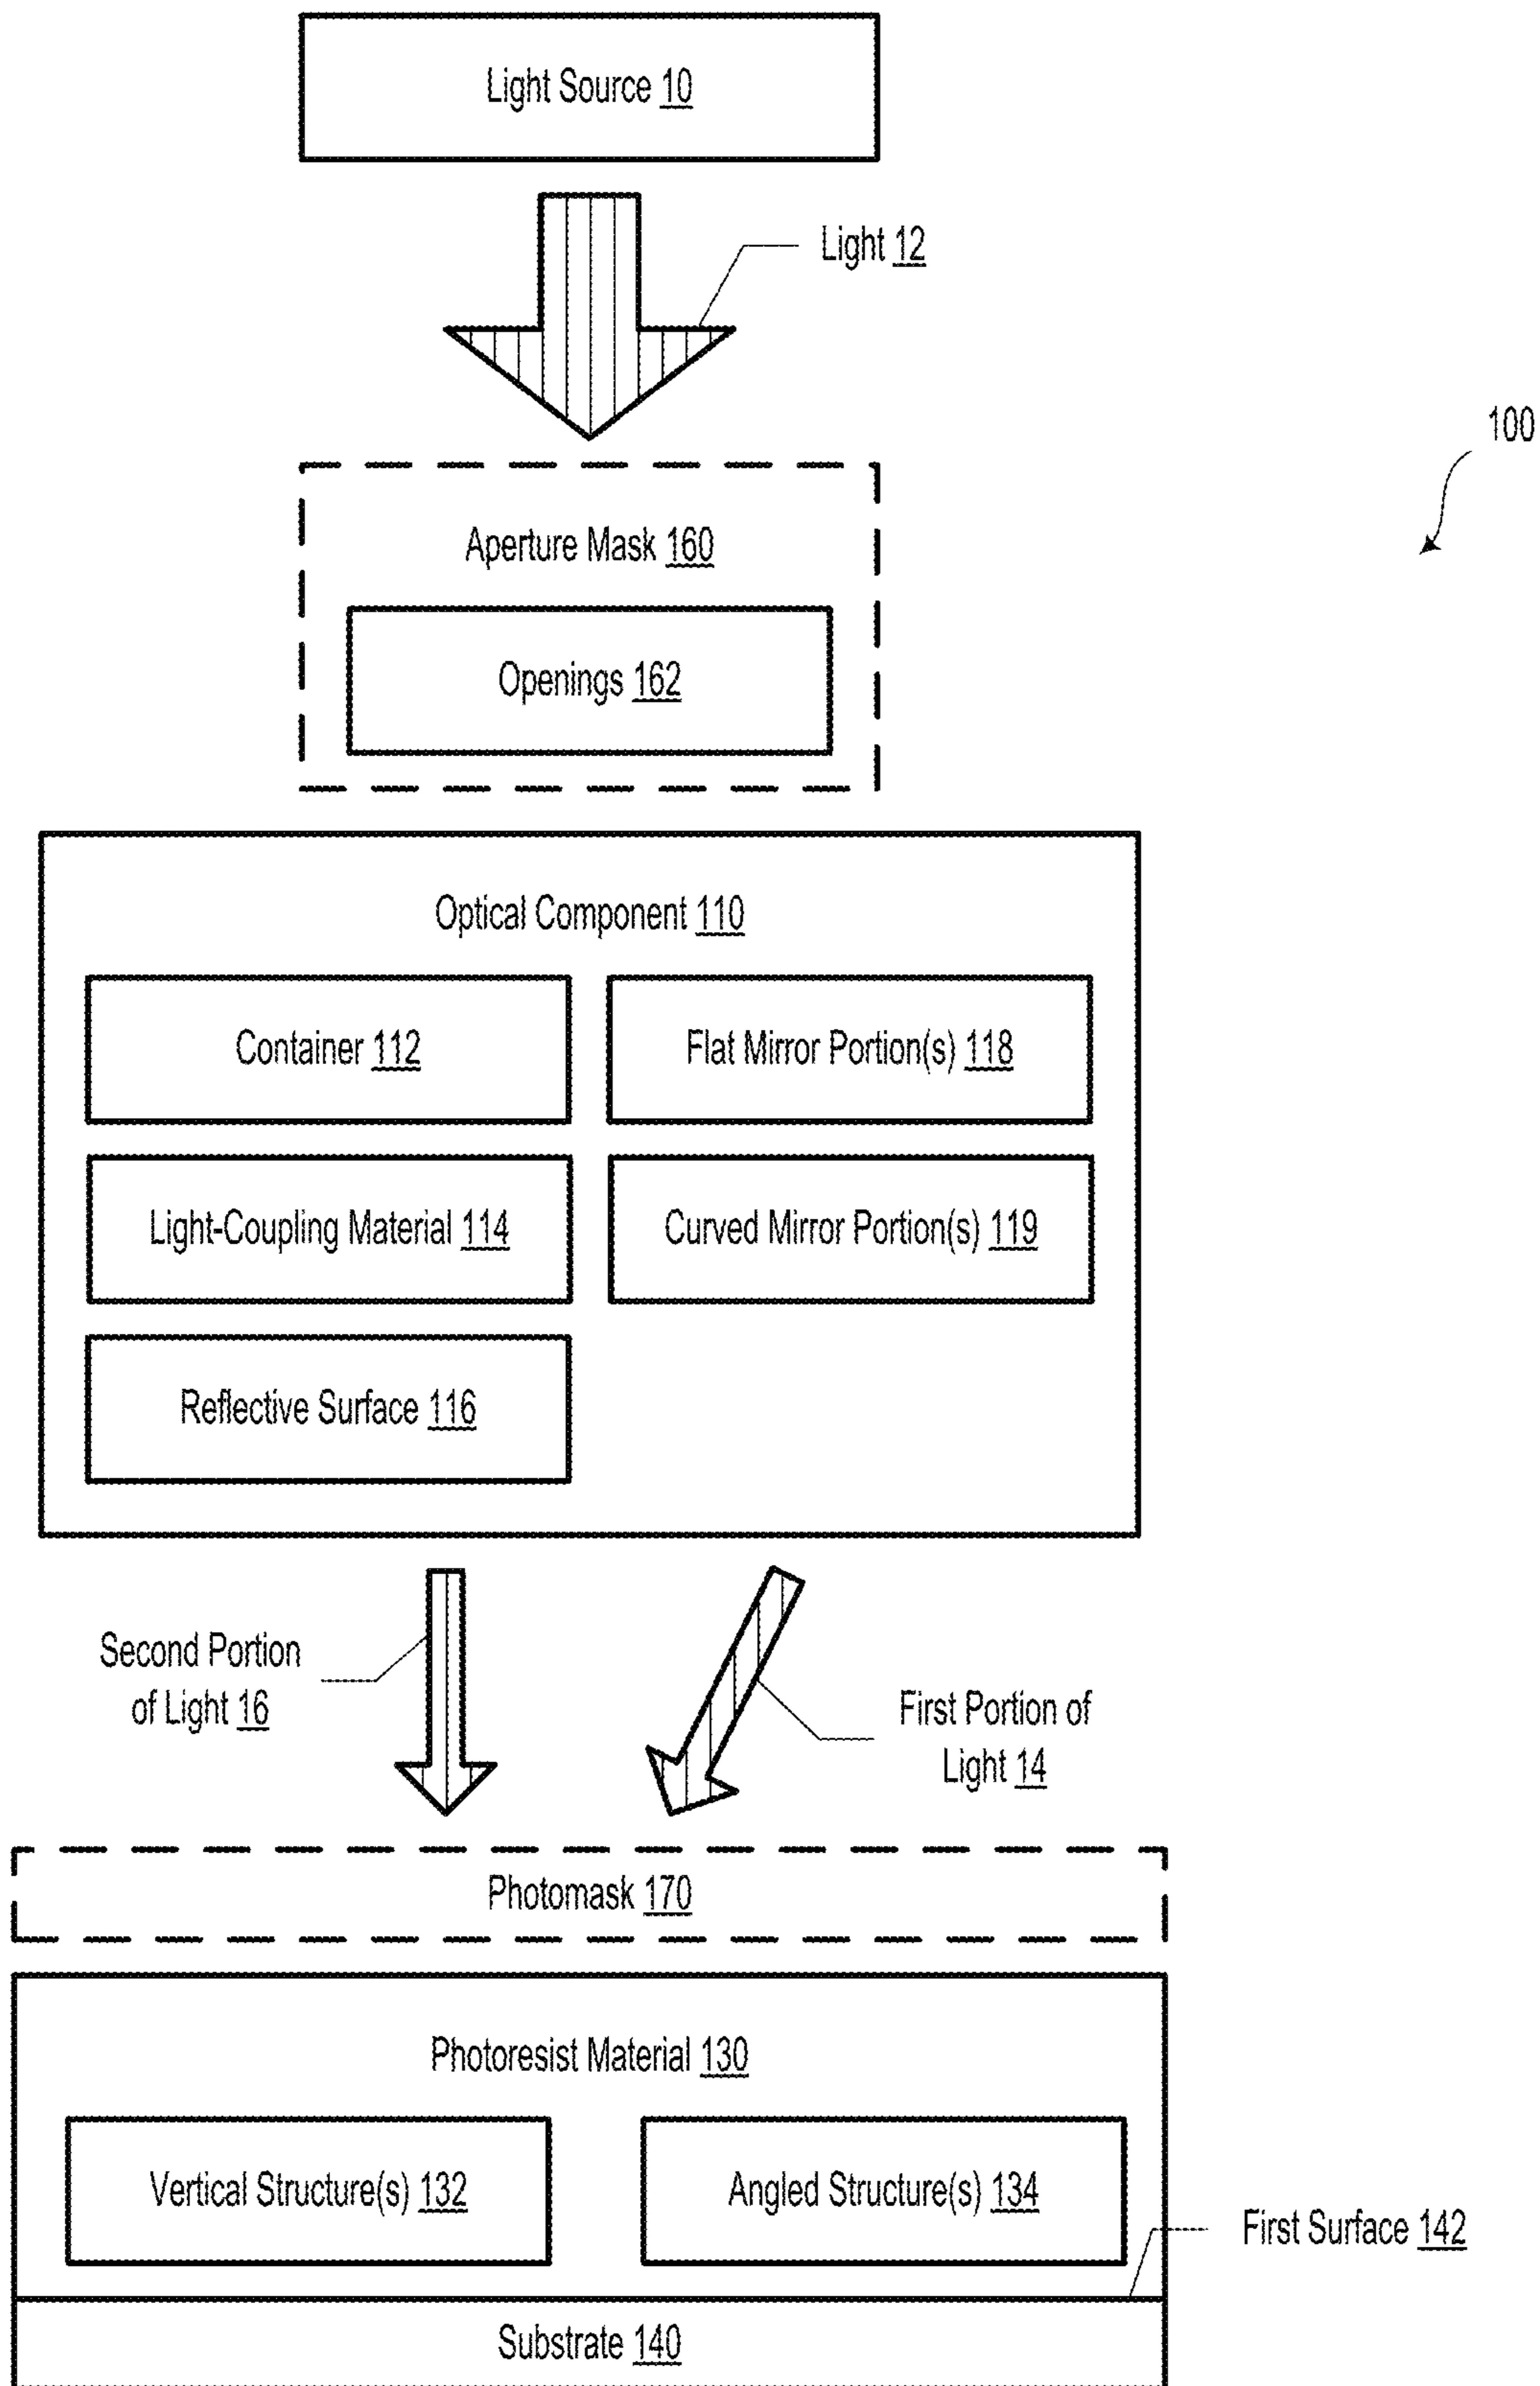 Light Source 10
Light 12
100
Aperture Mask 160
Openings 162
Optical Component 110
Container 112
Flat Mirror Portion(s) 118
Light-Coupling Material 114
Curved Mirror Portion(s) 119
Reflective Surface 116
Second Portion
of Light 16
First Portion of
Light 14
Photomask 170
Photoresist Material 130
Vertical Structure(s) 132
Angled Structure(s) 134
First Surface 142
Substrate 140